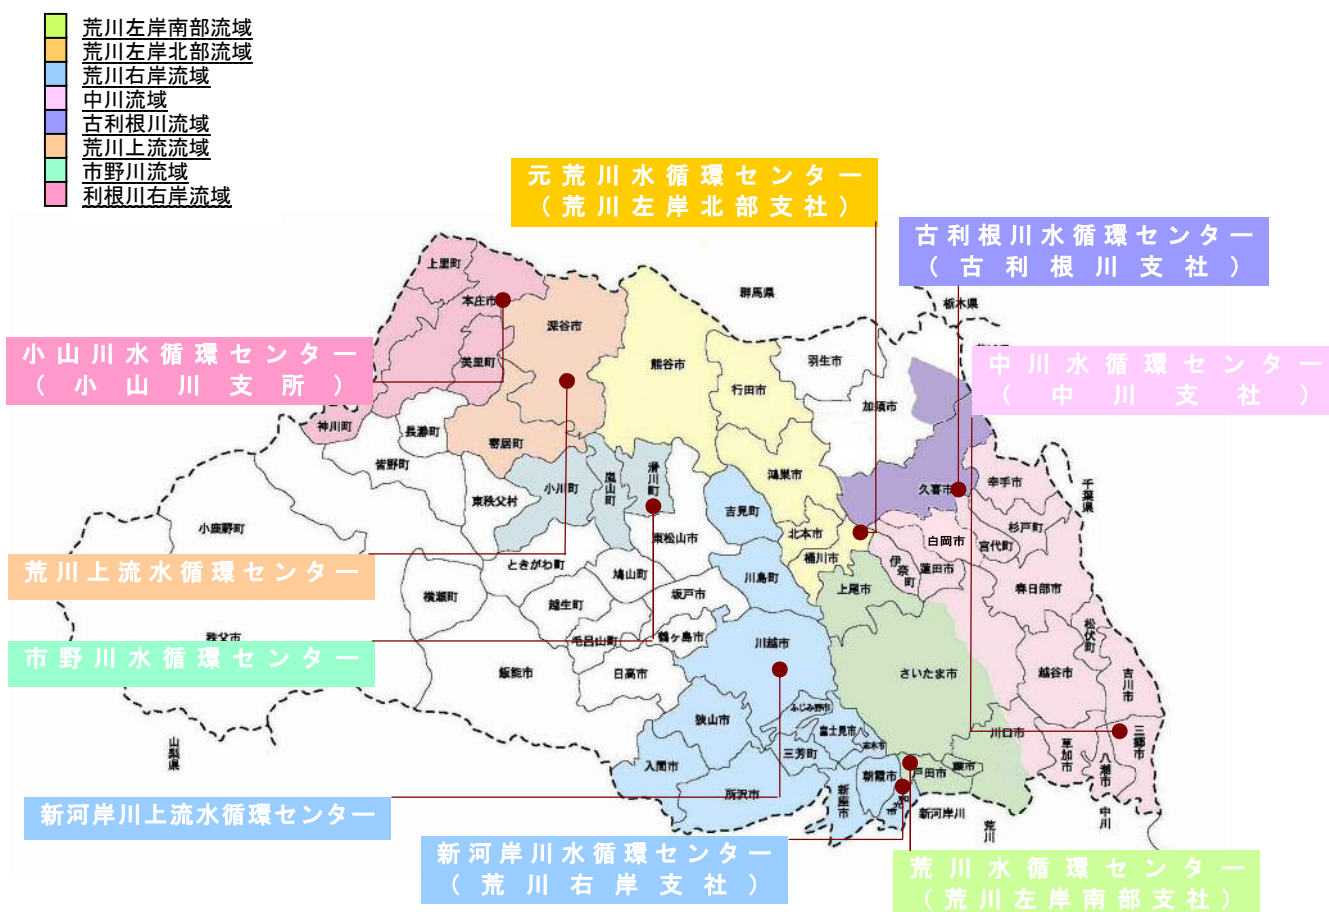 荒川左岸南部流域
荒川左岸北部流域
荒川右岸流域
中川流域
古利根川流域
荒川上流流域
市野川流域
利根川右岸流域
元荒川水循環センター
（荒川左岸北部支社）
古利根川水循環センター
（古利根川支社）
上里町
本庄市
群馬県
栃木県
深谷市
小山川水循環センター
（小山川支所）
美里町
熊谷市
羽生市
中川水循環センター
（中川支社）
行田市
加須市
神川町
長瀞町
寄居町
皆野町
鴻巣市
滑川町
嵐山町
小川町
東秩父村
久喜市
幸手市
千葉県
吉見町
小鹿野町
東松山市
北本市
桶川市
白岡市
宮代町
杉戸町
伊奈町
蓮田市
荒川上流水循環センター
ときがわ町
鳩山町
川島町
上尾市
春日部市
横瀬町
越生町
坂戸市
松伏町
秩父市
毛呂山町
鶴ヶ島市
川越市
市野川水循環センター
飯能市
日高市
さいたま市
越谷市
吉川市
ふじみ野市
狭山市
富士見市
志木市
川口市
三郷市
草加市
八潮市
山梨県
三芳町
入間市
朝霞市
戸田市
蕨市
所沢市
新座市
新河岸川
荒川
中川
新河岸川上流水循環センター
新河岸川水循環センター
（荒川右岸支社）
荒川水循環センター
（荒川左岸南部支社）